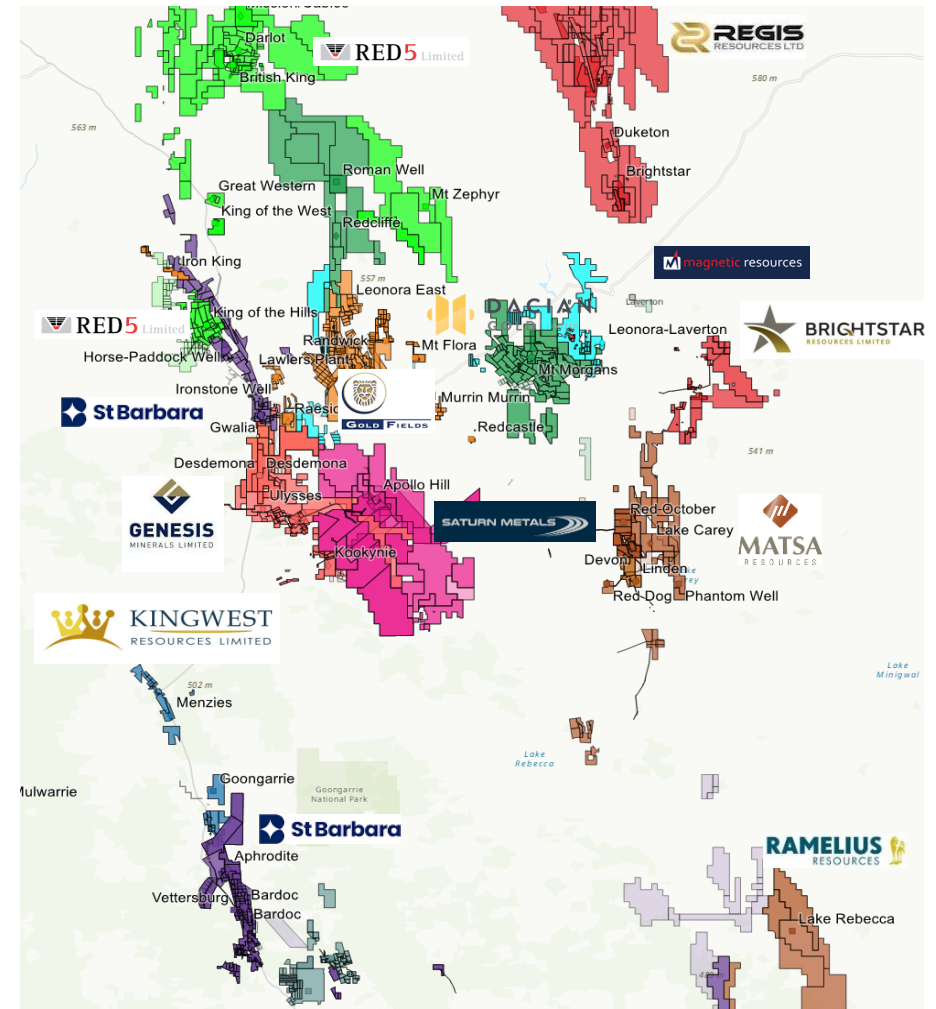 Darlot
RED5 Limited
REGIS
RESOURCES LTD
British King
580 m
563 m
Duketon
Roman Well
Brightstar
Great Western
Mt Zephyr
King of the West
Redcliffe
Iron King
magnetic resources
557 m
Leonora East
DACIAN
Laverton
King of the Hills
RED5 Limited
Leonora-Laverton
BRIGHTSTAR
RESOURCES LIMITED
Randwick
Mt Flora
Horse-Paddock Well
Lawlers Plant
Mt Morgans
Ironstone Well
Murrin Murrin
St Barbara
GOLD FIELDS
Gwalia
Redcastle
541 m
Desdemona
Desdemona
Apollo Hill
Ulysses
Red October
GENESIS
MINERALS LIMITED
SATURN METALS
Lake Carey
MATSA
RESOURCES
Kookynie
Devon
Linden
Red Dog
Phantom Well
KINGWEST
RESOURCES LIMITED
Lake
Minigwal
502 m
Menzies
Lake
Rebecca
Goongarrie
Mulwarrie
Goongarrie
National Park
St Barbara
Aphrodite
RAMELIUS
RESOURCES
Vettersburg
Bardoc
Bardoc
Lake Rebecca